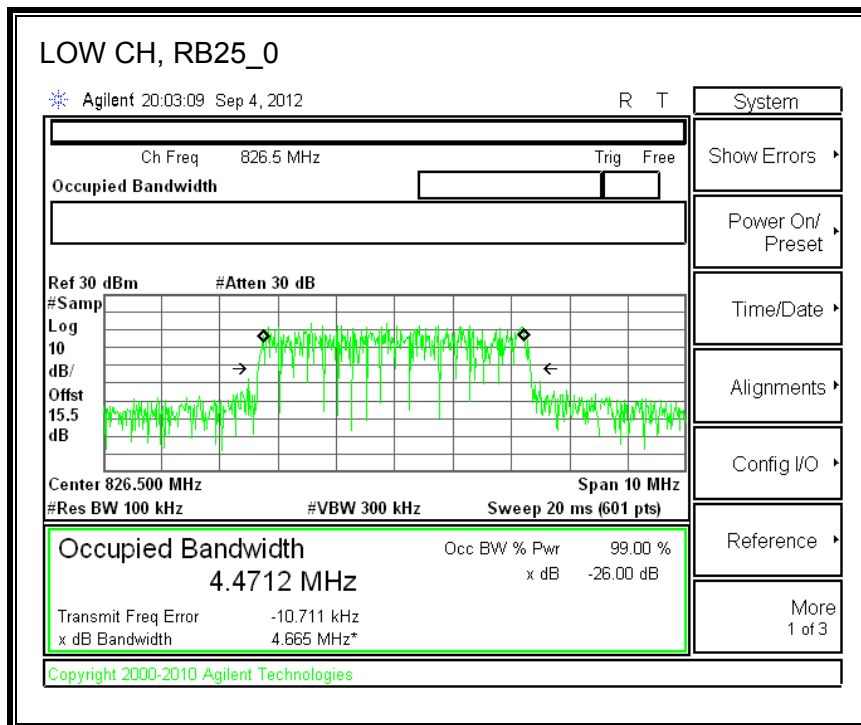 LOW CH, RB25_0
Agilent 20:03:09 Sep 4, 2012 R T
Ch Freq 826.5 MHz Trig Free
Occupied Bandwidth
Ref 30 dBm #Atten 30 dB
#Samp
Log
10
dB/
Offst
15.5
dB
Center 826.500 MHz Span 10 MHz
#Res BW 100 kHz #VBW 300 kHz Sweep 20 ms (601 pts)
Occupied Bandwidth Occ BW % Pwr 99.00 %
4.4712 MHz x dB -26.00 dB
Transmit Freq Error -10.711 kHz
x dB Bandwidth 4.665 MHz*
Copyright 2000-2010 Agilent Technologies
System
Show Errors
Power On/
Preset
Time/Date
Alignments
Config I/O
Reference
More
1 of 3